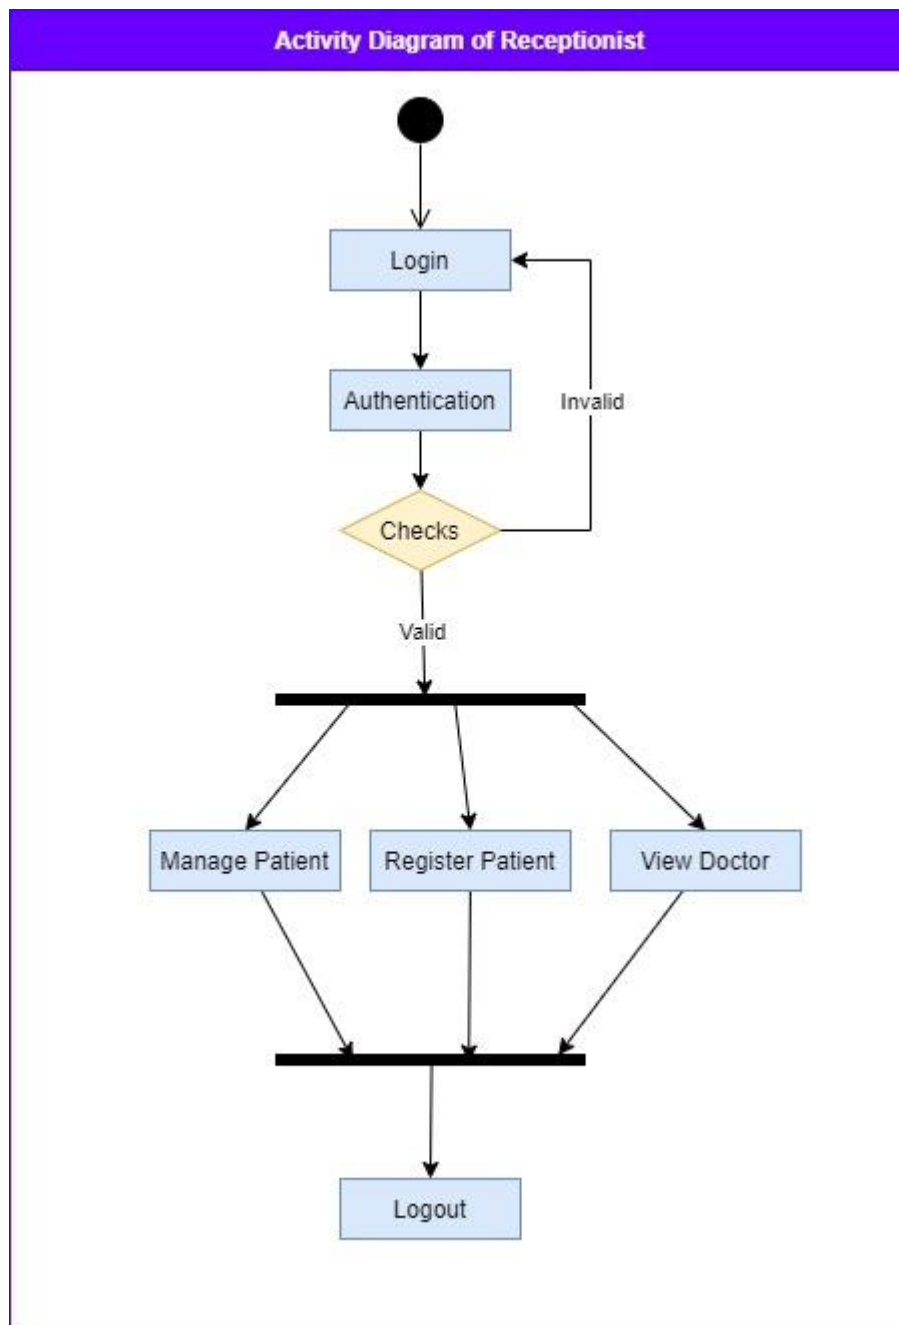 Activity Diagram of Receptionist
Login
Authentication
Invalid
Checks
Valid
Manage Patient
Register Patient
View Doctor
Logout